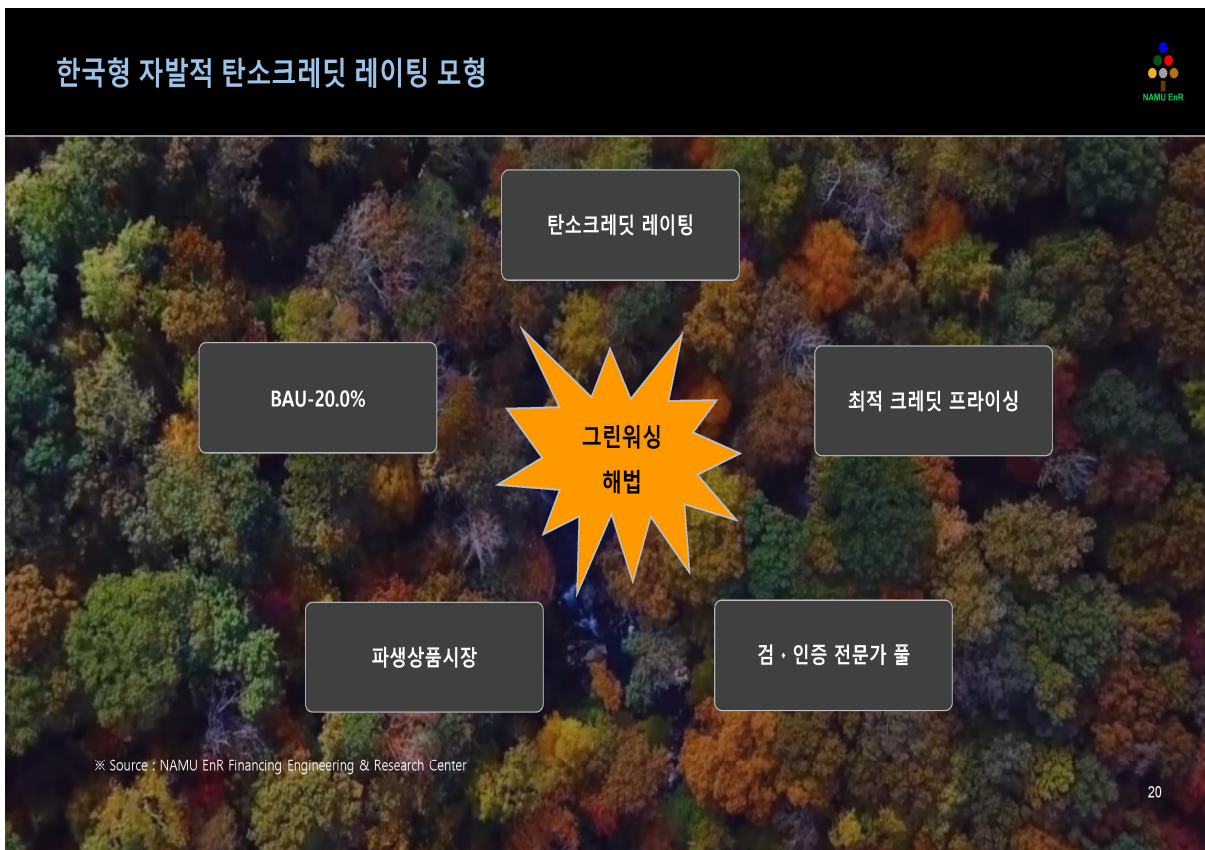 한국형 자발적 탄소크레딧 레이팅 모형
NAMU EnR
탄소크레딧 레이팅
BAU-20.0%
최적 크레딧 프라이싱
그린워싱
해법
파생상품시장
검·인증 전문가 풀
※ Source : NAMU EnR Financing Engineering & Research Center
20